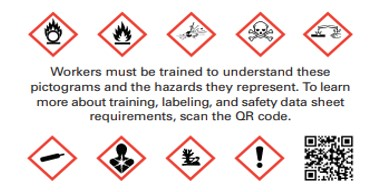 Workers must be trained to understand these
pictograms and the hazards they represent. To learn
more about training, labeling, and safety data sheet
requirements, scan the QR code.